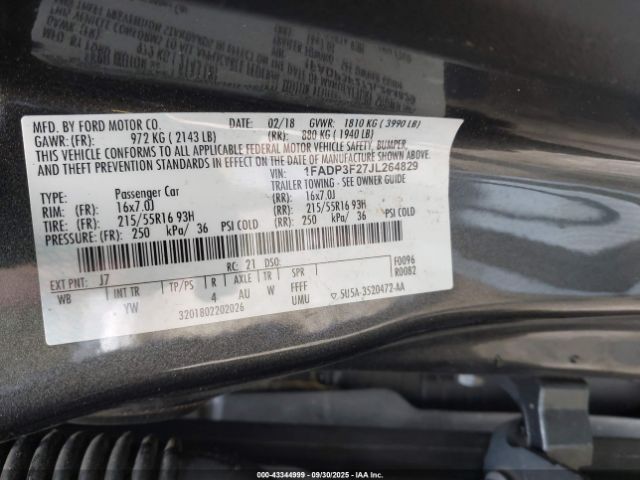 MFD. BY FORD MOTOR CO. 02/18 GVWR: 1810 KG ( 3990 LB)
GAWR: (FR): 972 KG ( 2143 LB) (RR): 880 KG ( 1940 LB)
THIS VEHICLE CONFORMS TO ALL APPLICABLE FEDERAL MOTOR VEHICLE SAFETY, BUMPER,
AND THEFT PREVENTION STANDARDS IN EFFECT ON THE DATE OF MANUFACTURE SHOWN ABOVE.
VIN: 1FADP3F27JL264829
TYPE: Passenger Car TRAILER TOWING - SEE OWNER GUIDE
RIM: (FR): 16x7.0J (RR): 16x7.0J
TIRE: (FR): 215/55R16 93H (RR): 215/55R16 93H
PRESSURE: (FR): 250 kPa/ 36 PSI COLD (RR): 250 kPa/ 36 PSI COLD
RC: 21 DSO: F0096
EXT PNT: J7 R0082
WB INT TR TP/PS R AXLE TR SPR
YW 4 AU W FFFF
3201802202026 UMU 5U5A-3520472-AA
000-43344999 - 09/30/2025 - IAAI.COM